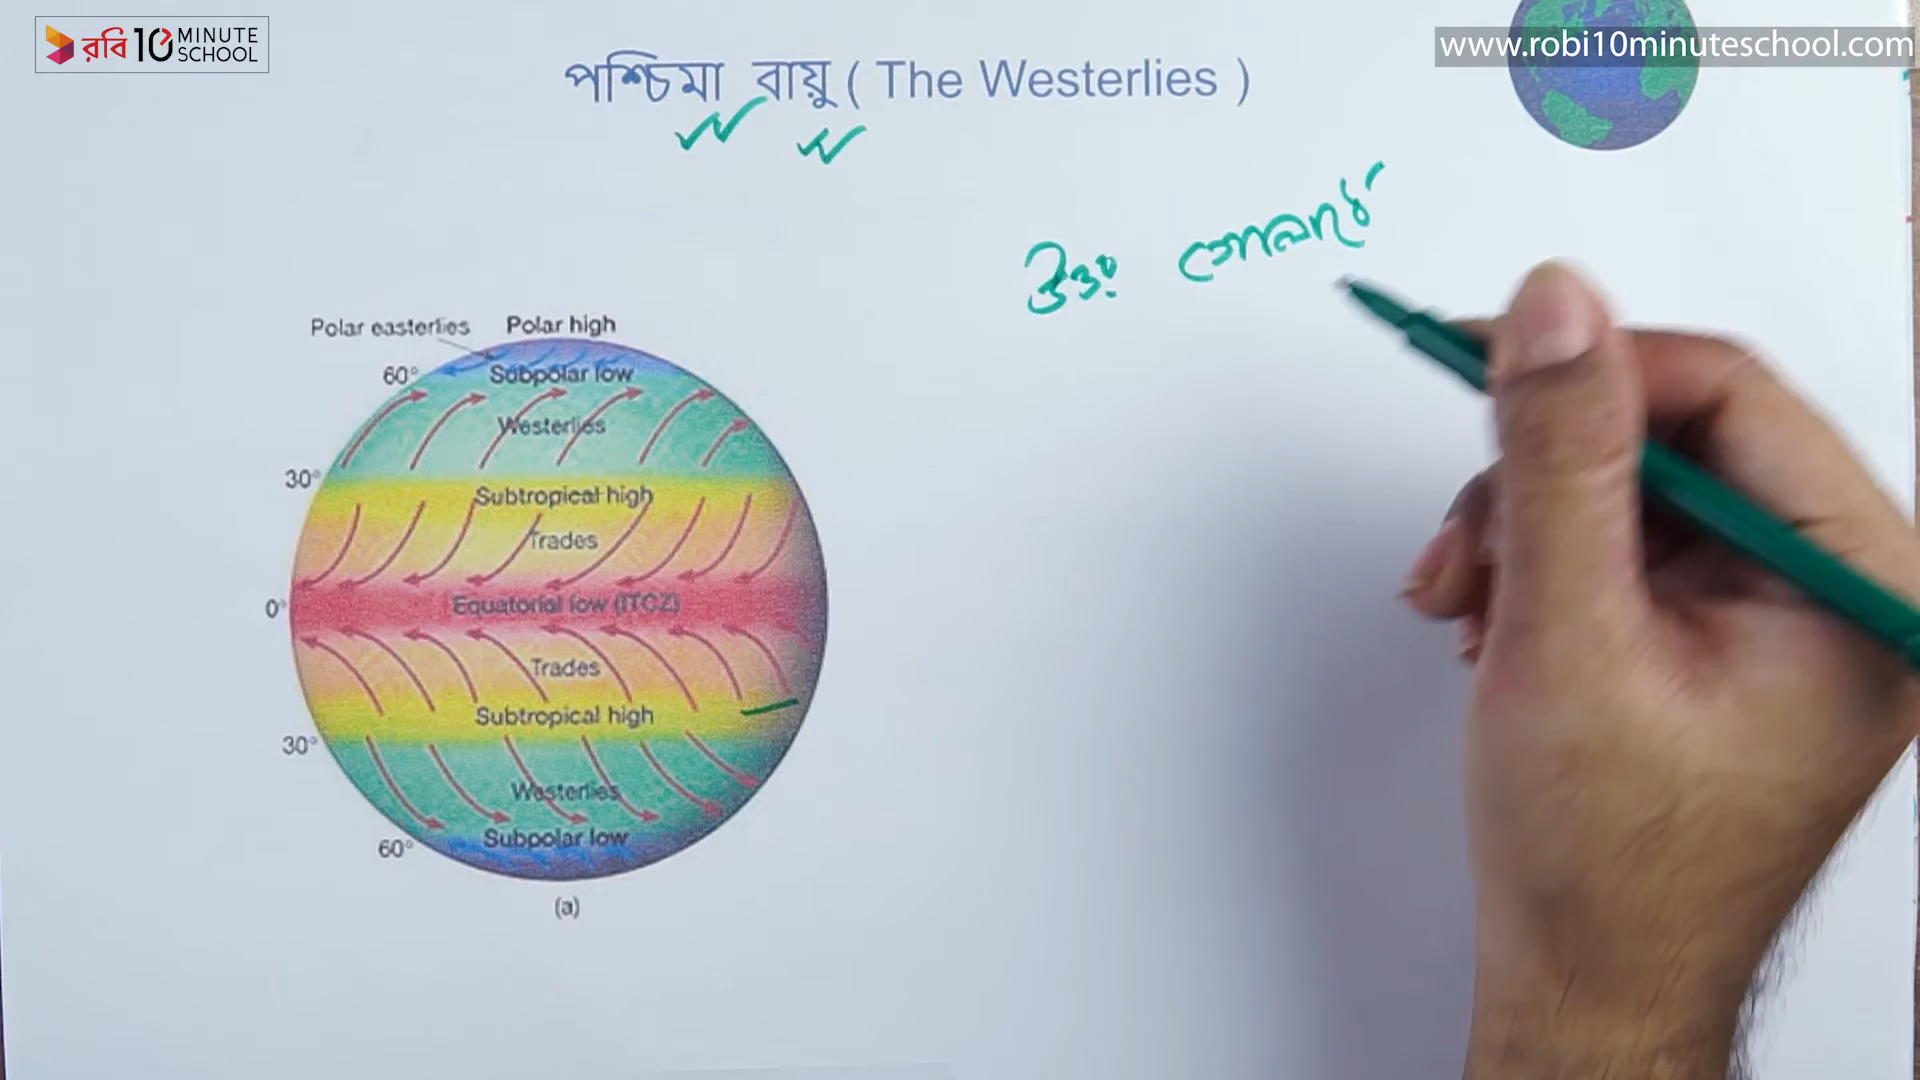 রবি 10 MINUTE SCHOOL
www.robi10minuteschool.com
পশ্চিমা বায়ু ( The Westerlies )
উত্তর গোলার্ধ
Polar easterlies Polar high
60° Subpolar low
Westerlies
30°
Subtropical high
Trades
0° Equatorial low (ITCZ)
Trades
Subtropical high
30°
Westerlies
Subpolar low
60°
(a)